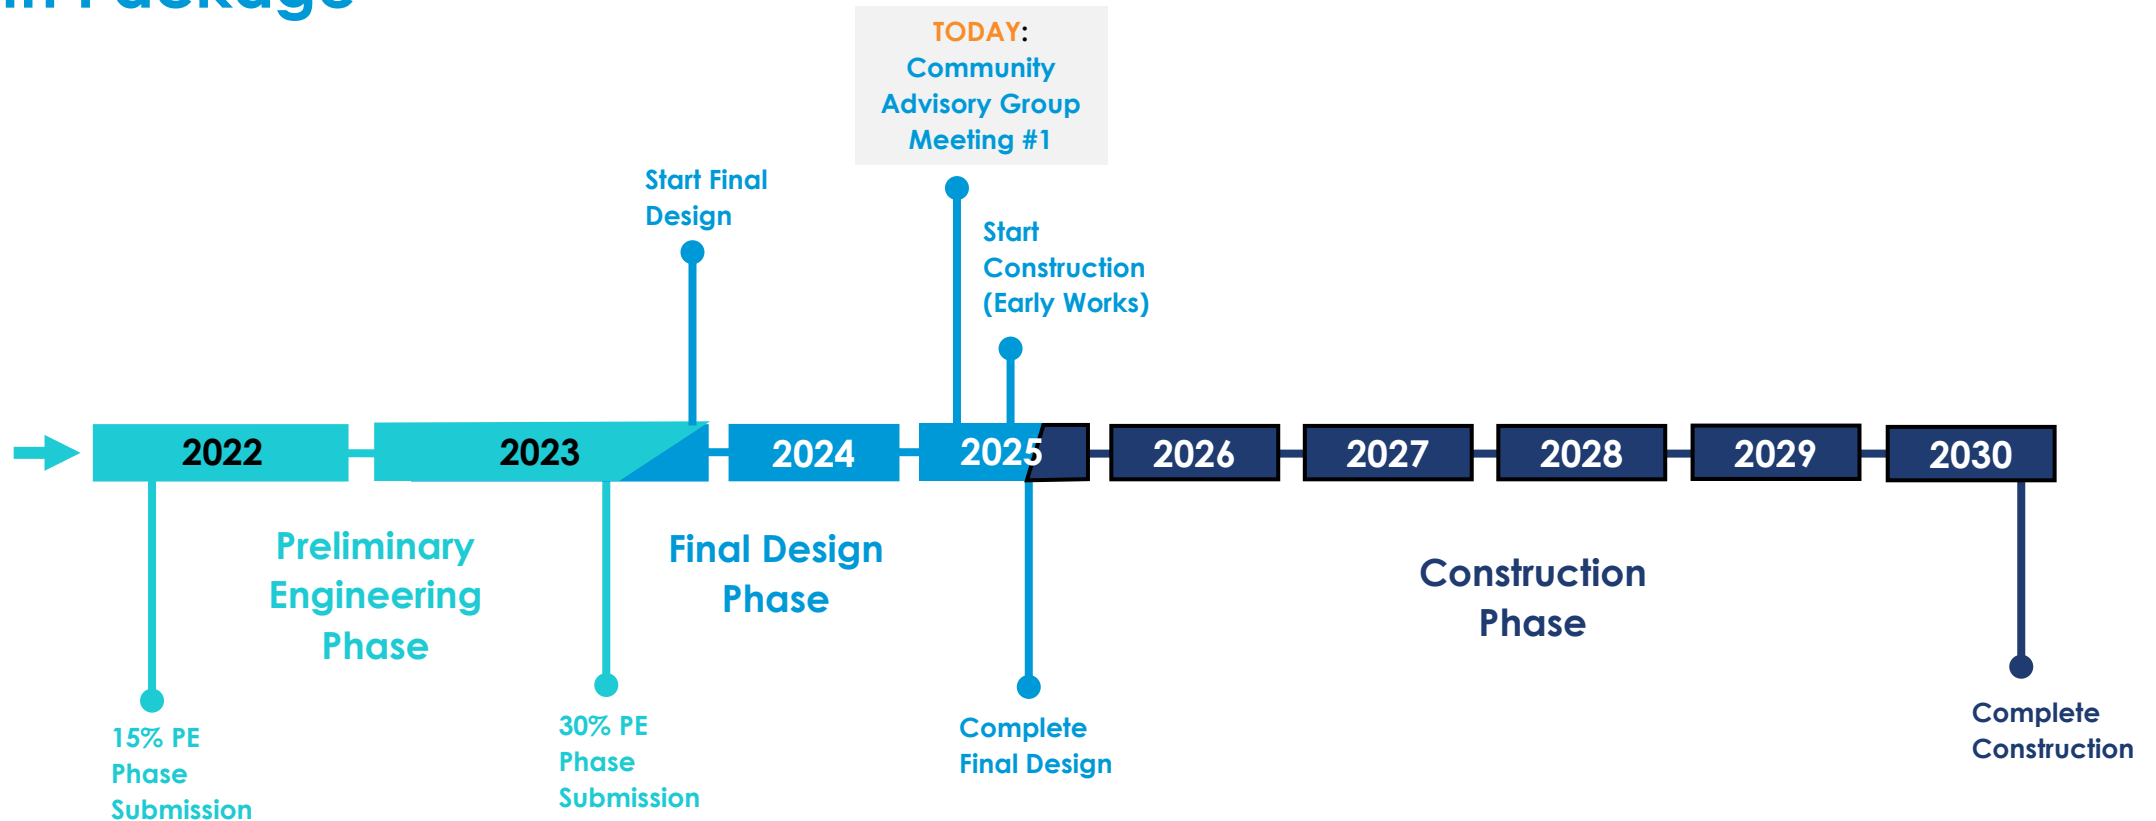 Package
TODAY:
Community
Advisory Group
Meeting #1
Start Final
Design
Start
Construction
(Early Works)
2022
2023
2024
2025
2026
2027
2028
2029
2030
Preliminary
Engineering
Phase
Final Design
Phase
Construction
Phase
15% PE
Phase
Submission
30% PE
Phase
Submission
Complete
Final Design
Complete
Construction